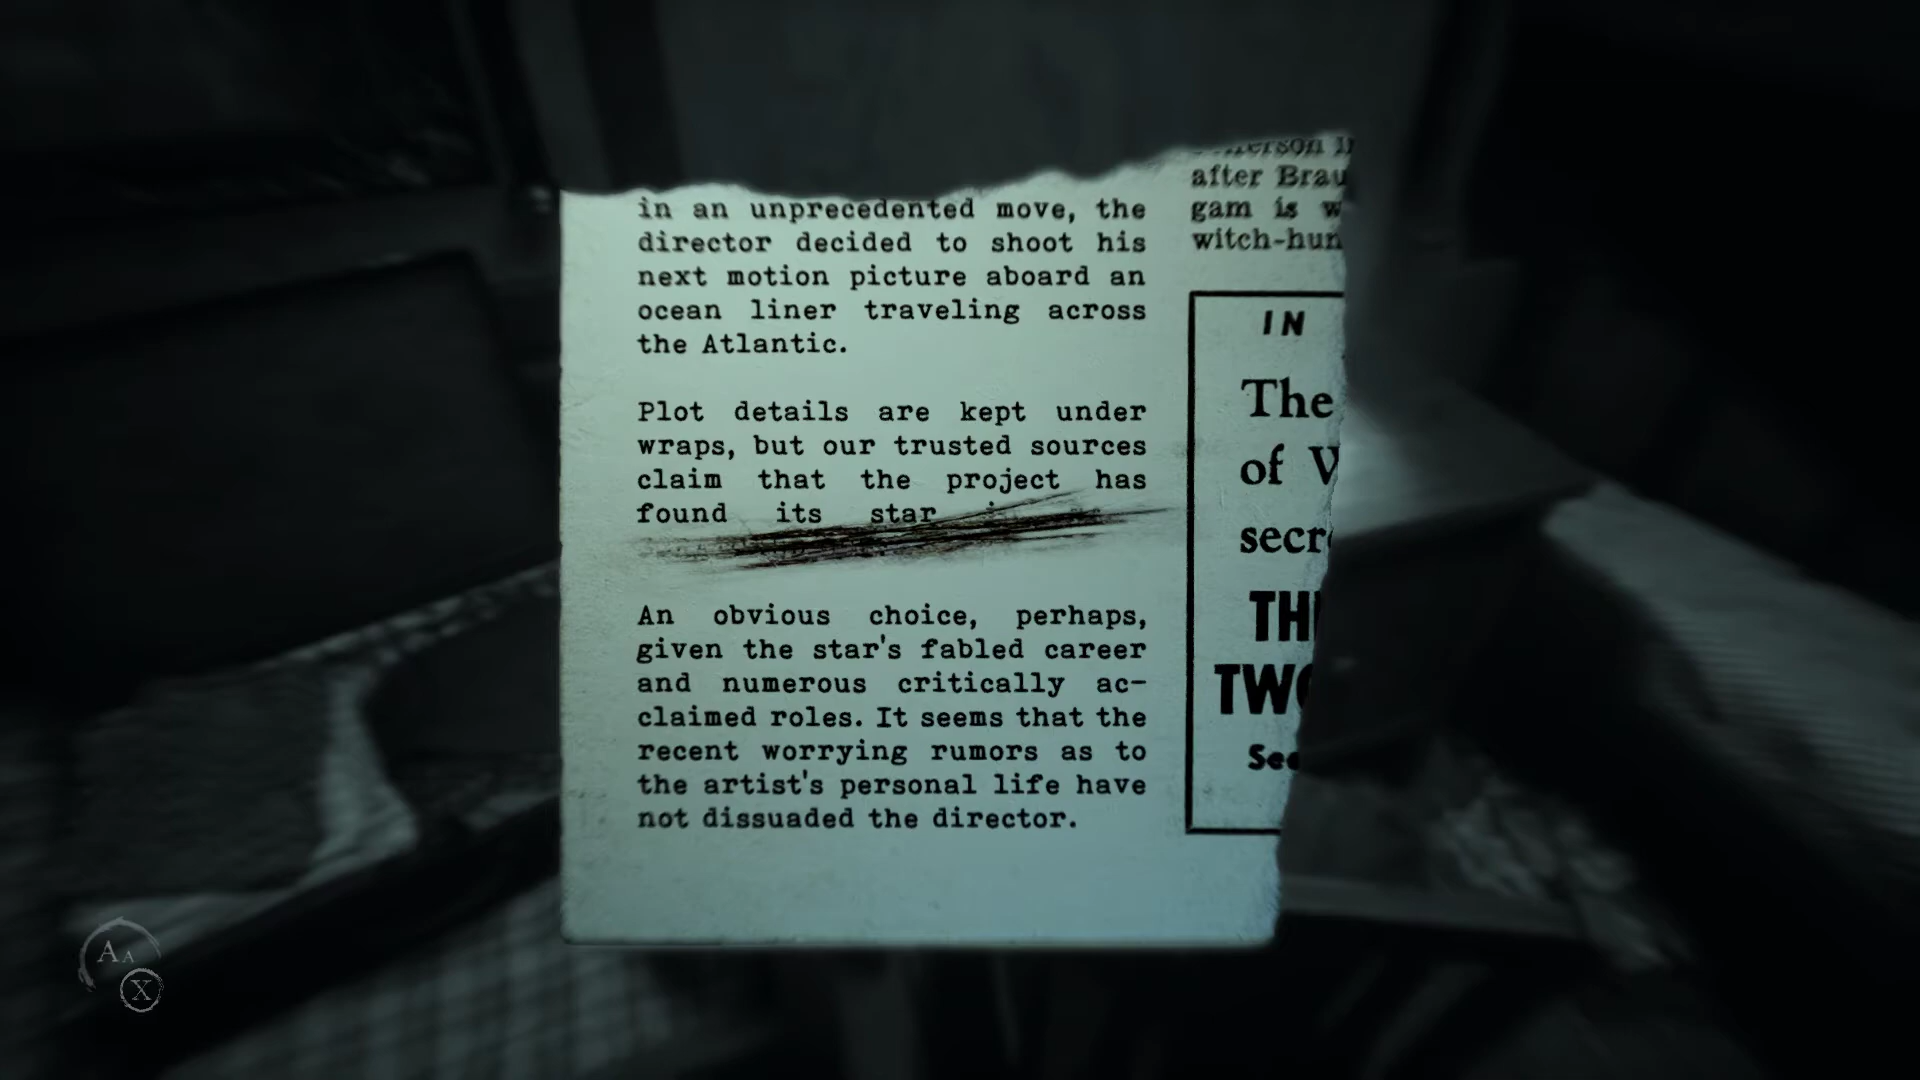 in an unprecedented move, the
director decided to shoot his
next motion picture aboard an
ocean liner traveling across
the Atlantic.
Plot details are kept under
wraps, but our trusted sources
claim that the project has
found its star
An obvious choice, perhaps,
given the star's fabled career
and numerous critically ac-
claimed roles. It seems that the
recent worrying rumors as to
the artist's personal life have
not dissuaded the director.
after Brau
gam is w
witch-hun
IN
The
of
secr
TH
TWO
See
A A
X